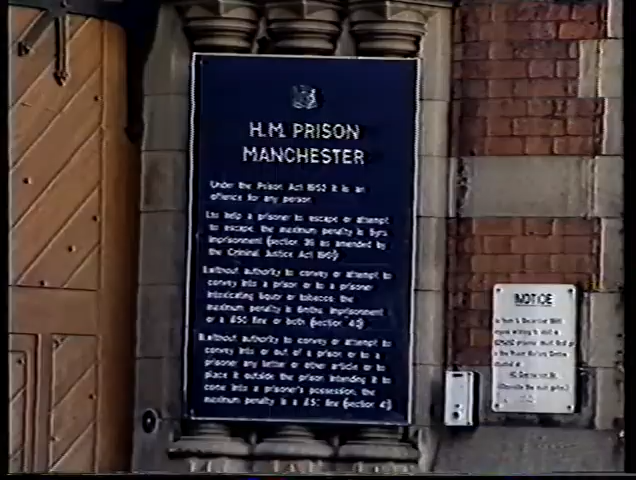 H.M. PRISON
MANCHESTER
Under the Prison Act 1952 it is an
offence for any person
to help a prisoner to escape or attempt
to escape, the maximum penalty is 5yrs
imprisonment (section 39 as amended by
the Criminal Justice Act 1961)
without authority to convey or attempt to
convey into a prison or to a prisoner
intoxicating liquor or tobacco, the
maximum penalty is 6mths imprisonment
or a £50 fine or both (section 40)
without authority to convey or attempt to
convey into or out of a prison or to a
prisoner any letter or other article or to
place it outside the prison intending it to
come into a prisoner's possession, the
maximum penalty is a fine (section 41)
NOTICE
prisoner must
the